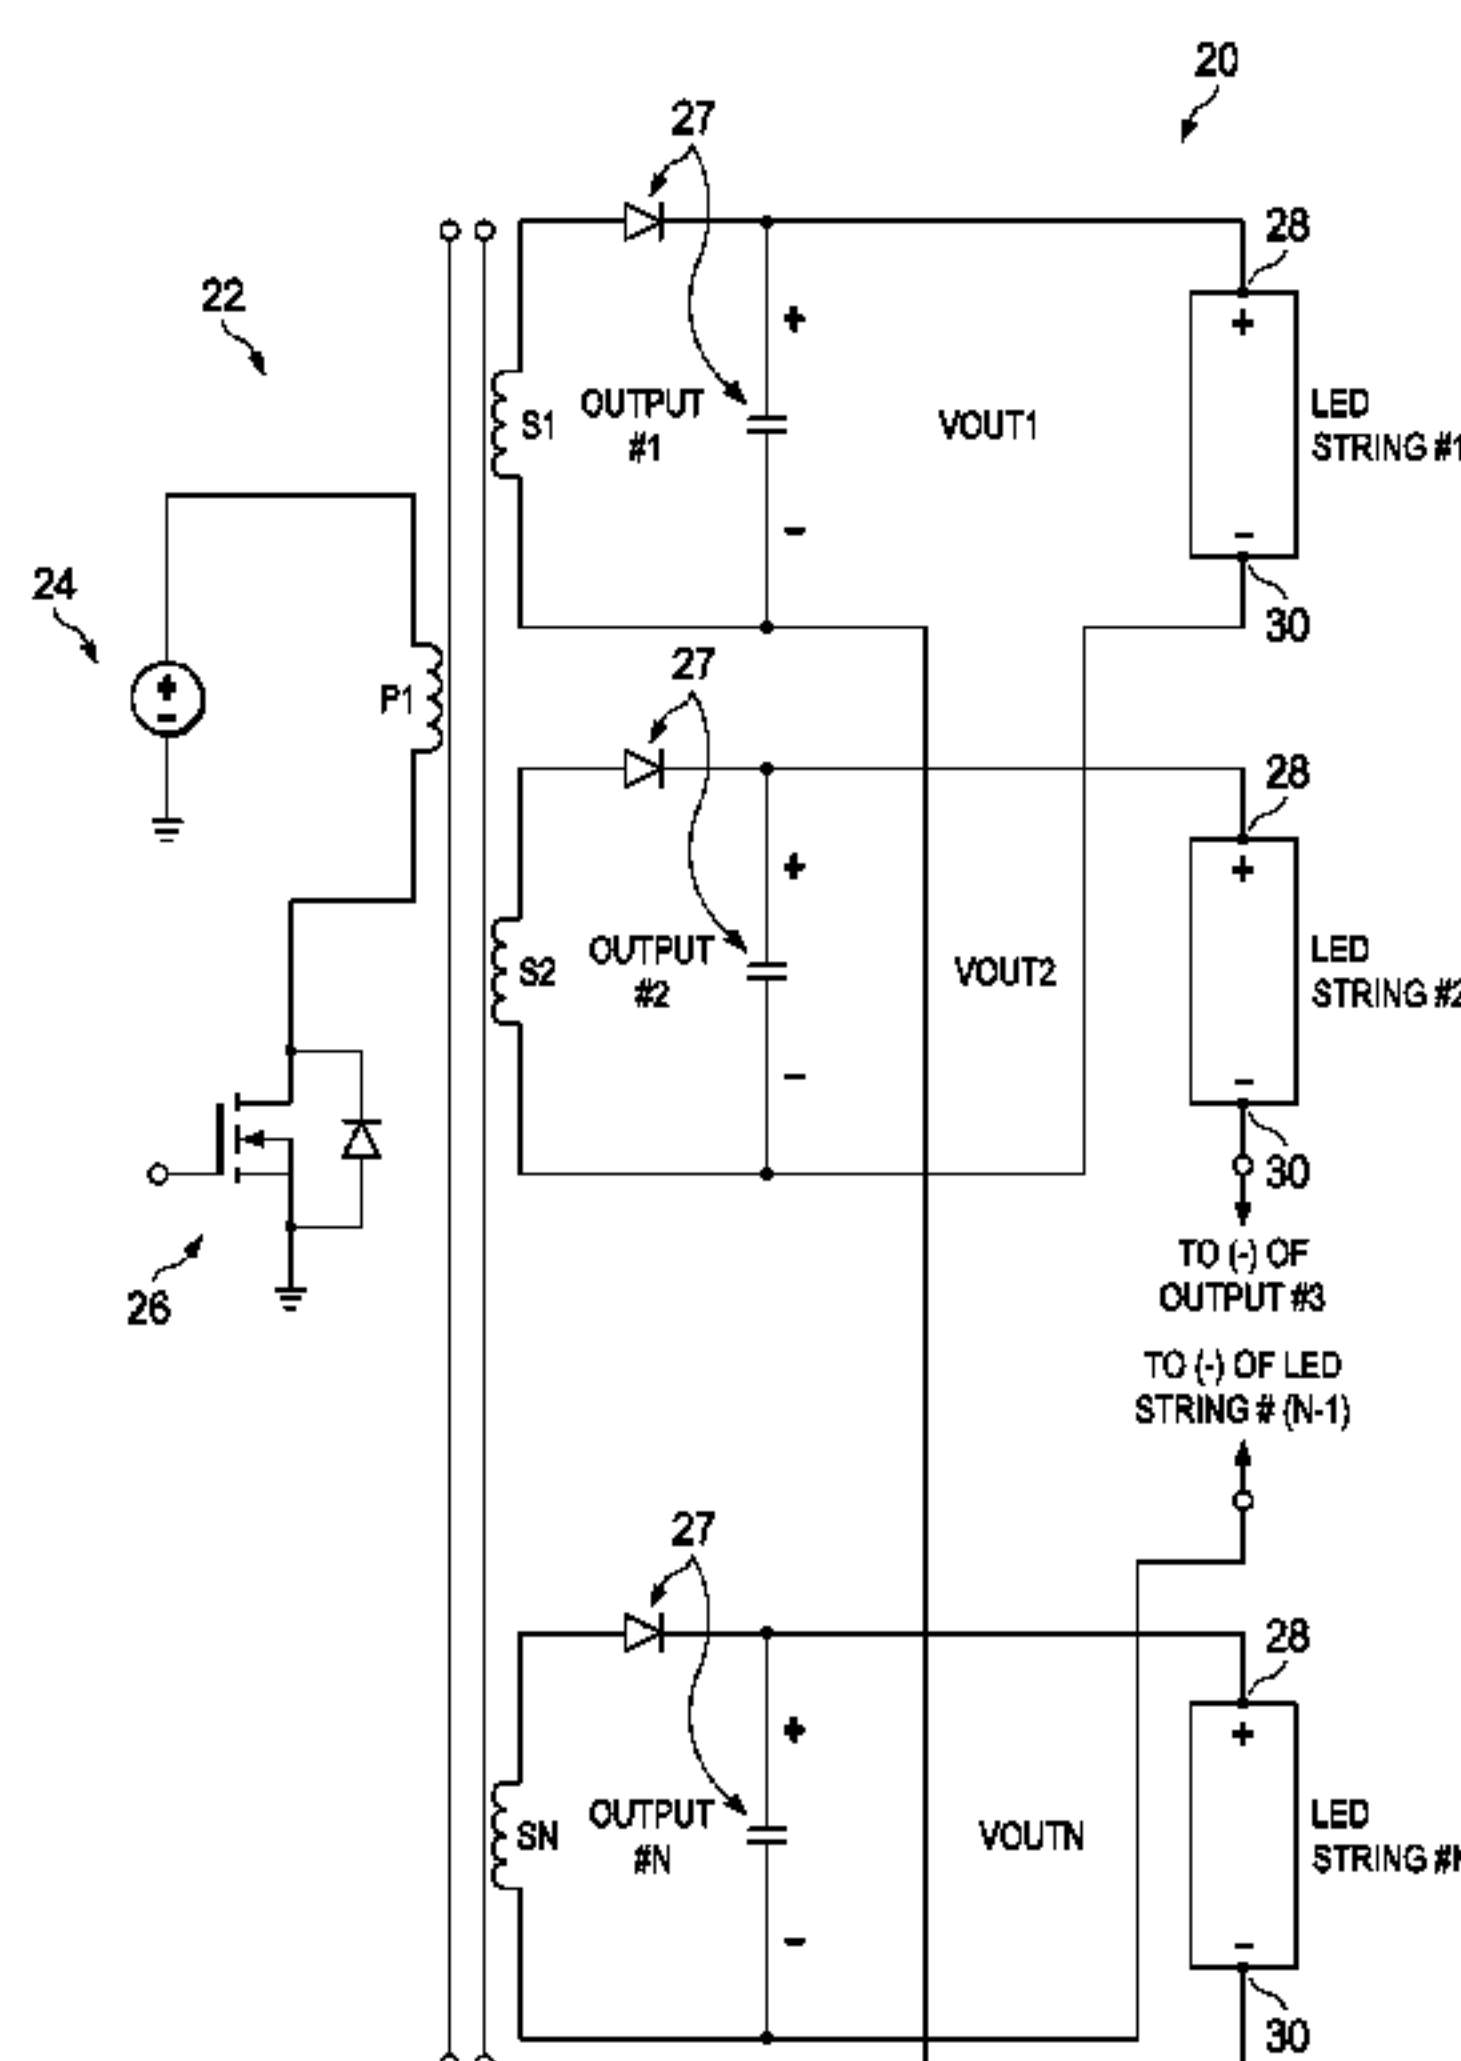 20
27
28
22
+
+
S1
OUTPUT
#1
VOUT1
LED
STRING #1
-
-
24
30
27
+
-
P1
28
+
+
S2
OUTPUT
#2
VOUT2
LED
STRING #2
-
-
30
26
TO (-) OF
OUTPUT #3
TO (-) OF LED
STRING # (N-1)
27
28
+
+
SN
OUTPUT
#N
VOUTN
LED
STRING #N
-
-
30